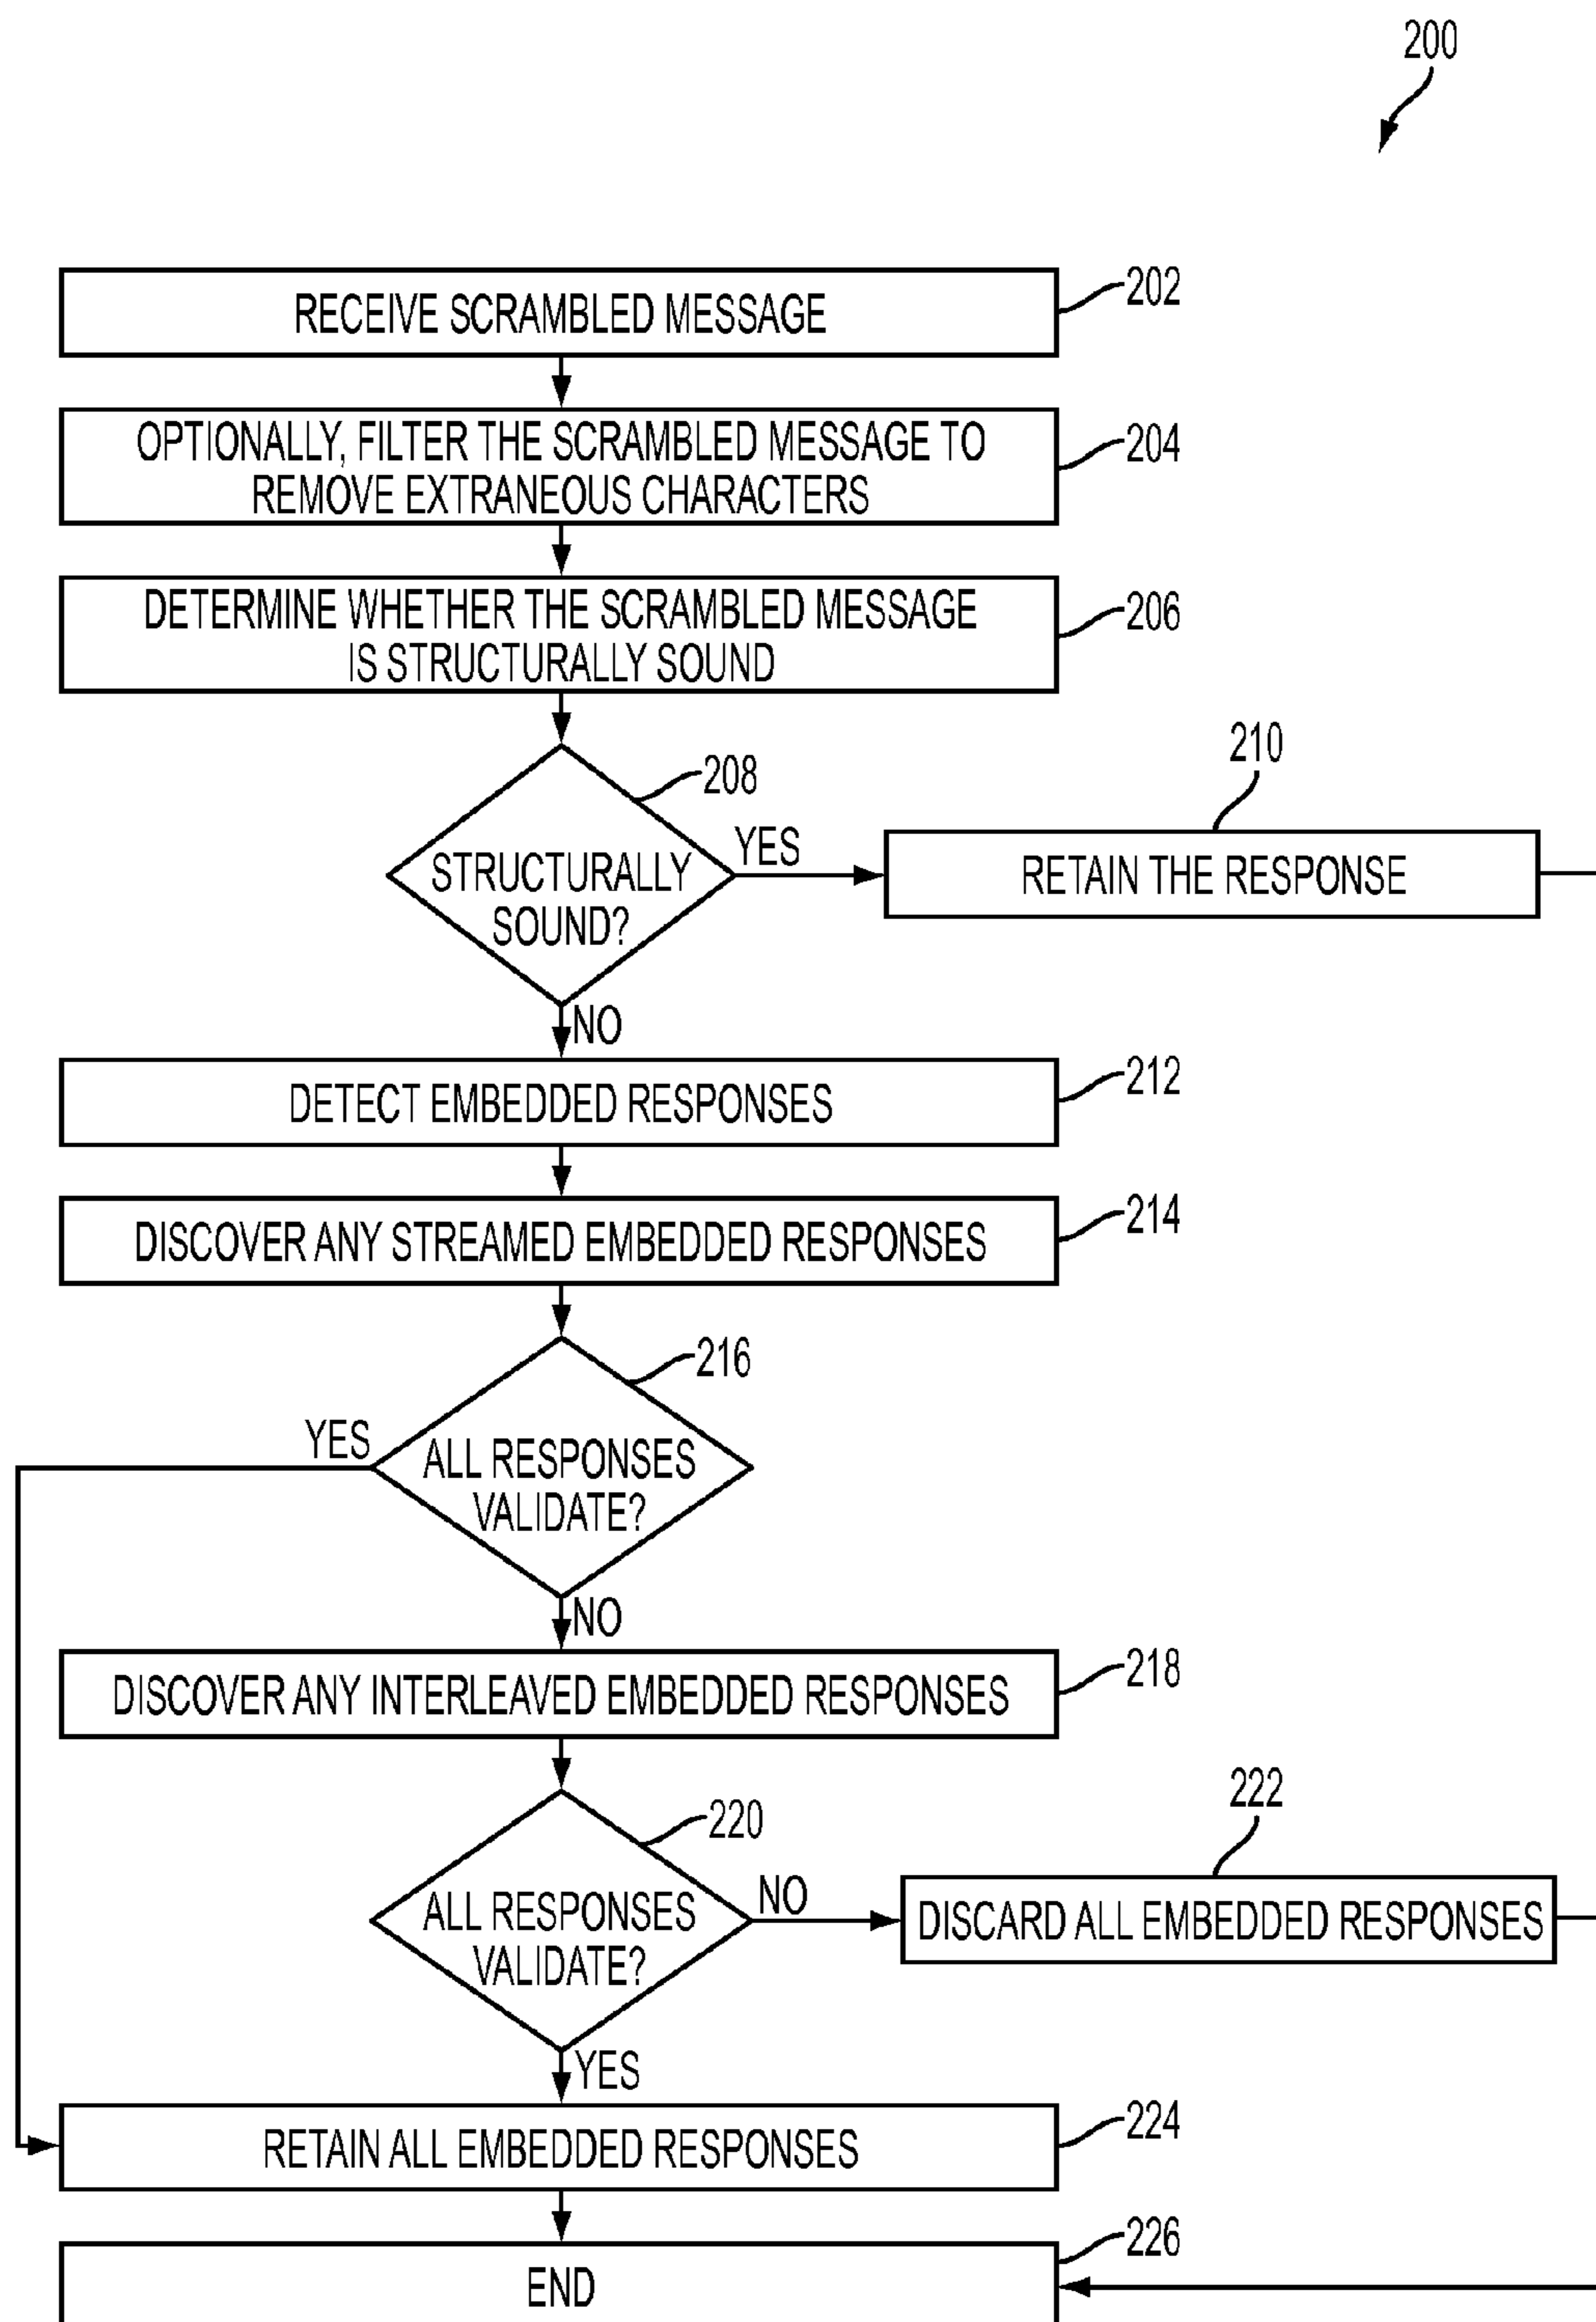 200
RECEIVE SCRAMBLED MESSAGE
202
OPTIONALLY, FILTER THE SCRAMBLED MESSAGE TO
REMOVE EXTRANEOUS CHARACTERS
204
DETERMINE WHETHER THE SCRAMBLED MESSAGE
IS STRUCTURALLY SOUND
206
208
STRUCTURALLY
SOUND?
YES
210
RETAIN THE RESPONSE
NO
DETECT EMBEDDED RESPONSES
212
DISCOVER ANY STREAMED EMBEDDED RESPONSES
214
216
YES
ALL RESPONSES
VALIDATE?
NO
DISCOVER ANY INTERLEAVED EMBEDDED RESPONSES
218
220
ALL RESPONSES
VALIDATE?
NO
222
DISCARD ALL EMBEDDED RESPONSES
YES
RETAIN ALL EMBEDDED RESPONSES
224
END
226